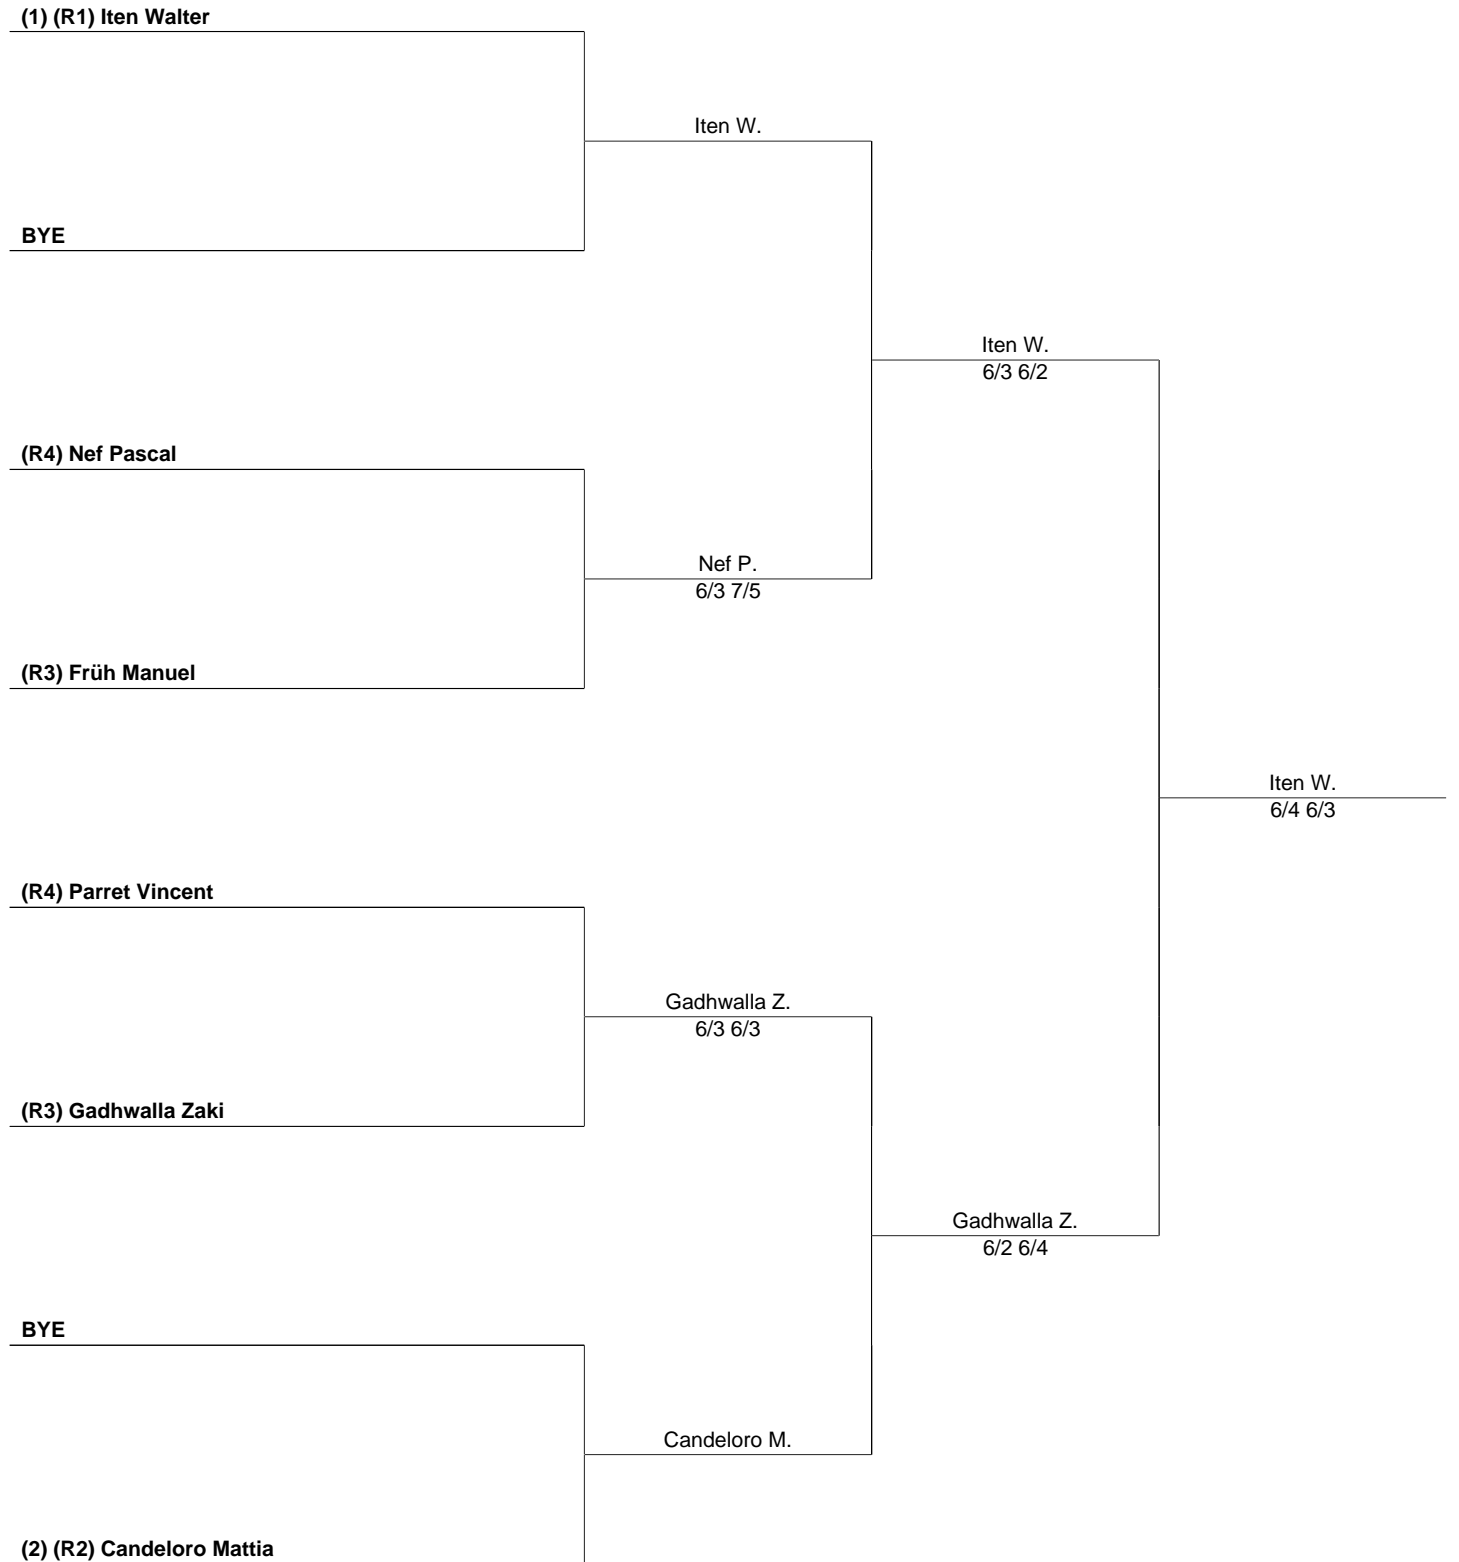 (1) (R1) Iten Walter
Iten W.
BYE
Iten W.
6/3 6/2
(R4) Nef Pascal
Nef P.
6/3 7/5
(R3) Früh Manuel
Iten W.
6/4 6/3
(R4) Parret Vincent
Gadhwalla Z.
6/3 6/3
(R3) Gadhwalla Zaki
Gadhwalla Z.
6/2 6/4
BYE
Candeloro M.
(2) (R2) Candeloro Mattia